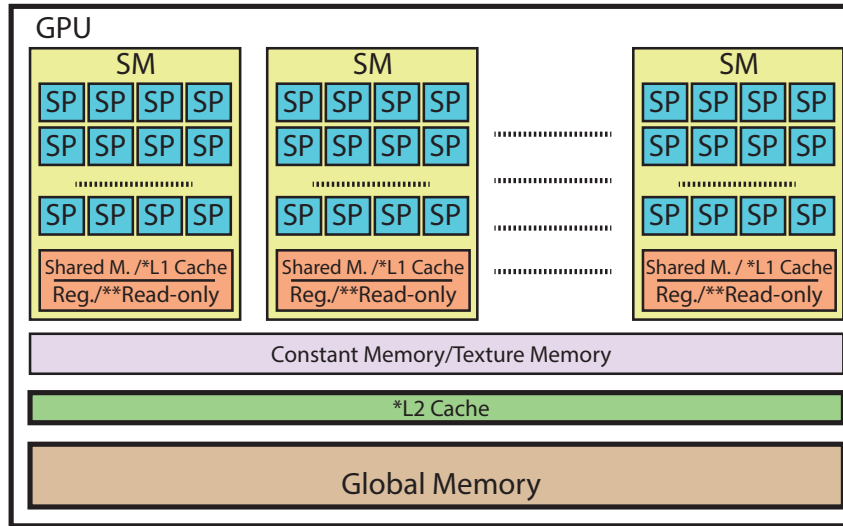 GPU
SM SM SM
SP SP SP SP SP SP SP SP SP SP SP SP
SP SP SP SP SP SP SP SP SP SP SP SP
SP SP SP SP SP SP SP SP SP SP SP SP
Shared M. /*L1 Cache Shared M. /*L1 Cache Shared M. / *L1 Cache
Reg./**Read-only Reg./**Read-only Reg./**Read-only
Constant Memory/Texture Memory
*L2 Cache
Global Memory